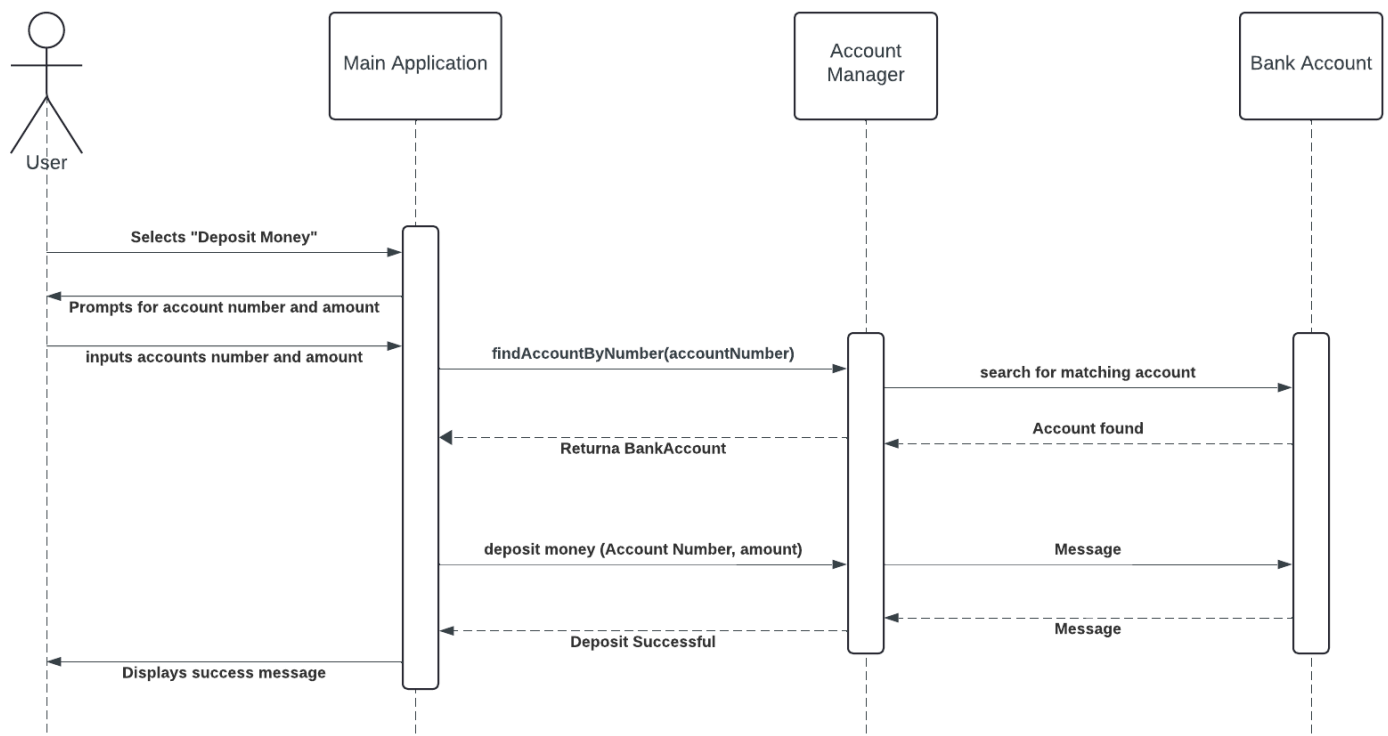 Main Application
Account
Manager
Bank Account
User
Selects "Deposit Money"
Prompts for account number and amount
inputs accounts number and amount
findAccountByNumber(accountNumber)
search for matching account
Account found
Returna BankAccount
deposit money (Account Number, amount)
Message
Message
Deposit Successful
Displays success message